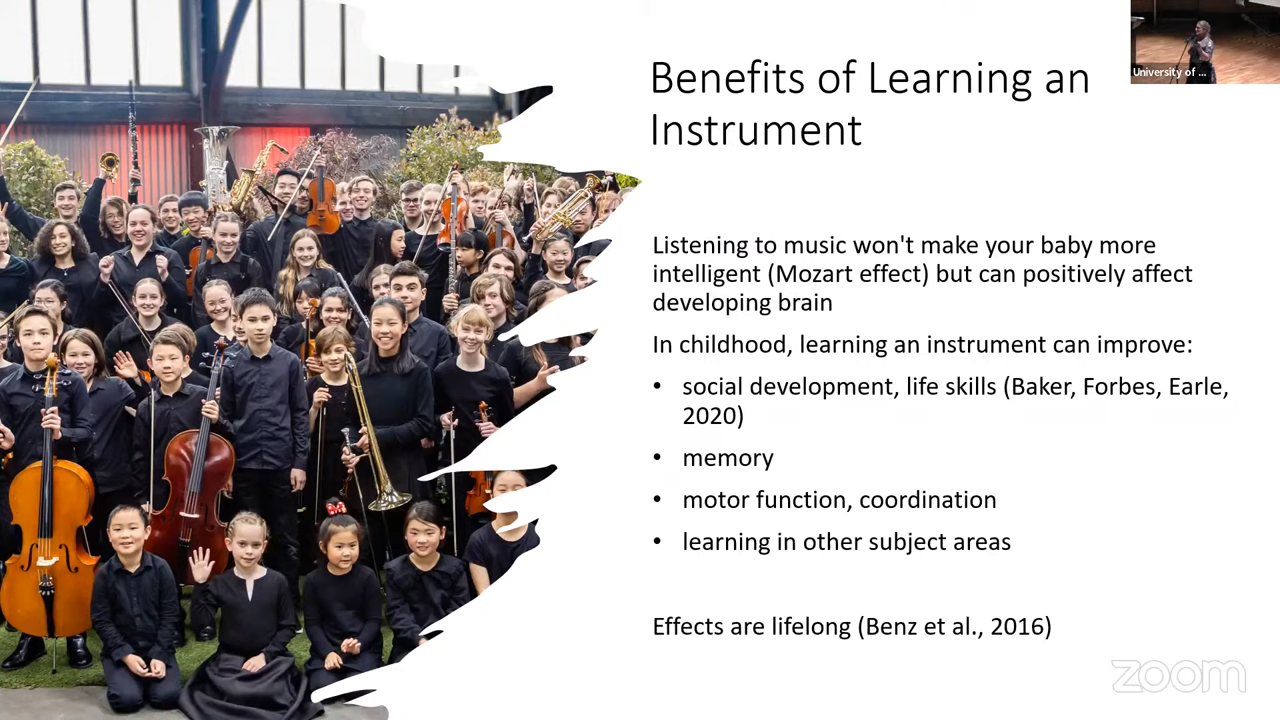 Benefits of Learning an
Instrument
University of ...
Listening to music won't make your baby more
intelligent (Mozart effect) but can positively affect
developing brain
In childhood, learning an instrument can improve:
• social development, life skills (Baker, Forbes, Earle,
2020)
• memory
• motor function, coordination
• learning in other subject areas
Effects are lifelong (Benz et al., 2016)
zoom